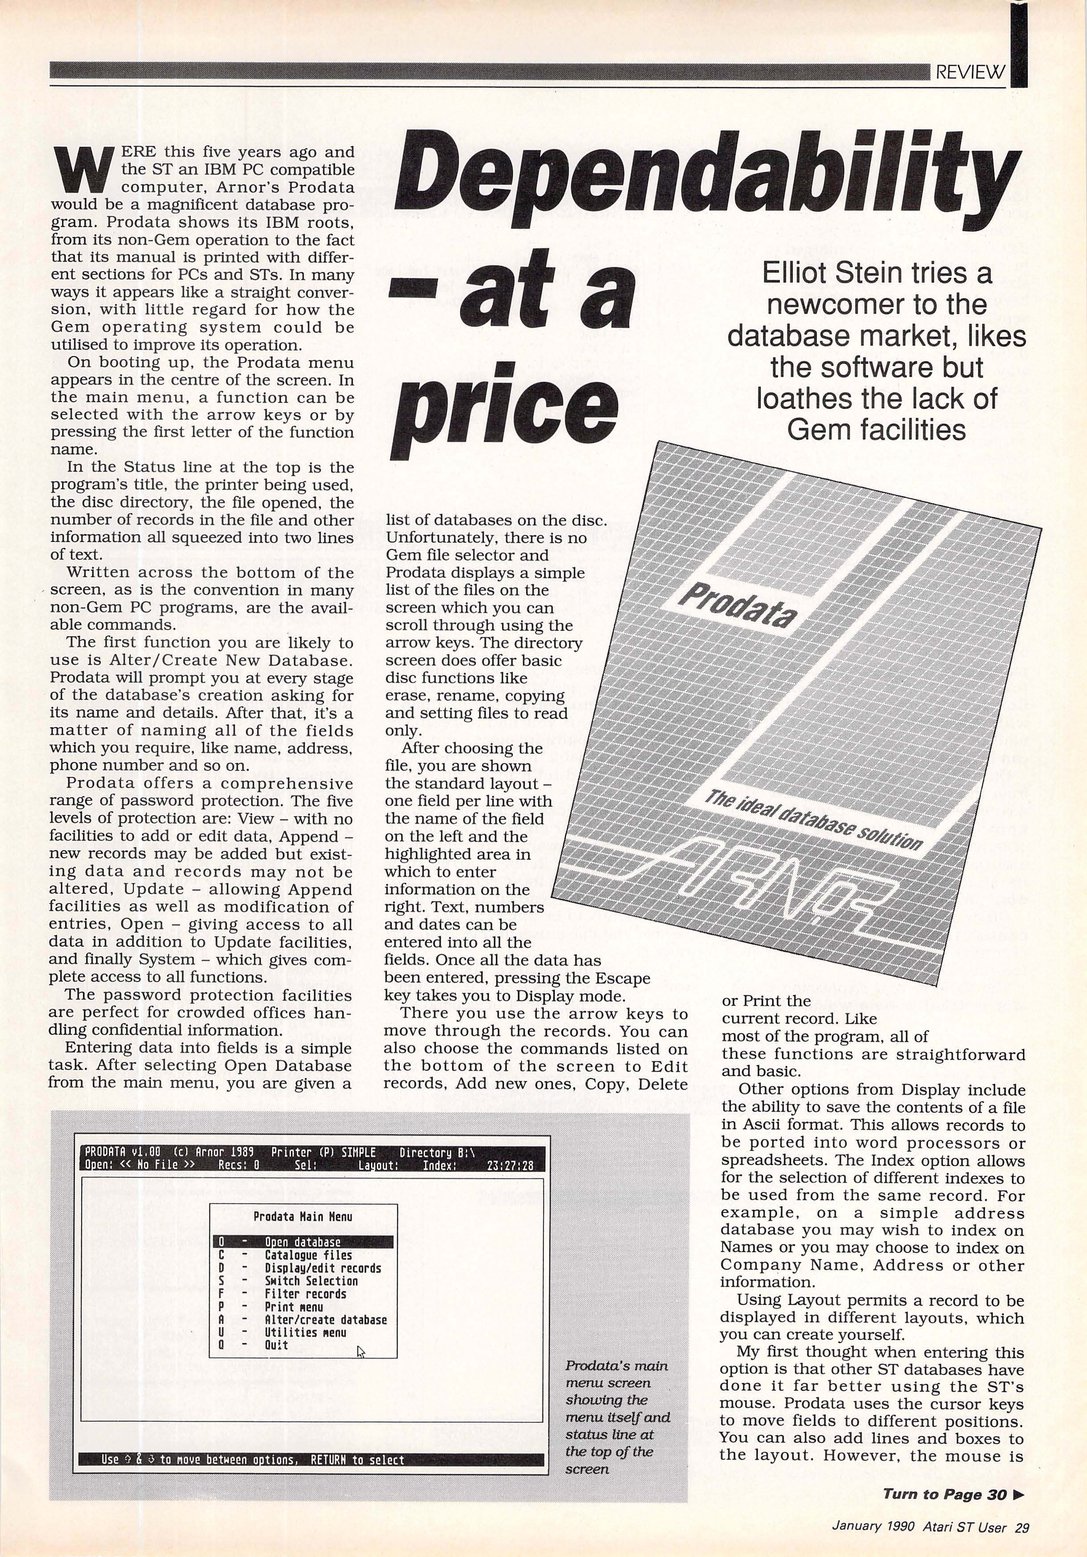 REVIEW
Dependability
– at a
price
Elliot Stein tries a
newcomer to the
database market, likes
the software but
loathes the lack of
Gem facilities
WERE this five years ago and
the ST an IBM PC compatible
computer, Arnor's Prodata
would be a magnificent database pro-
gram. Prodata shows its IBM roots,
from its non-Gem operation to the fact
that its manual is printed with differ-
ent sections for PCs and STs. In many
ways it appears like a straight conver-
sion, with little regard for how the
Gem operating system could be
utilised to improve its operation.
On booting up, the Prodata menu
appears in the centre of the screen. In
the main menu, a function can be
selected with the arrow keys or by
pressing the first letter of the function
name.
In the Status line at the top is the
program's title, the printer being used,
the disc directory, the file opened, the
number of records in the file and other
information all squeezed into two lines
of text.
Written across the bottom of the
screen, as is the convention in many
non-Gem PC programs, are the avail-
able commands.
The first function you are likely to
use is Alter/Create New Database.
Prodata will prompt you at every stage
of the database's creation asking for
its name and details. After that, it's a
matter of naming all of the fields
which you require, like name, address,
phone number and so on.
Prodata offers a comprehensive
range of password protection. The five
levels of protection are: View – with no
facilities to add or edit data, Append –
new records may be added but exist-
ing data and records may not be
altered, Update – allowing Append
facilities as well as modification of
entries, Open – giving access to all
data in addition to Update facilities,
and finally System – which gives com-
plete access to all functions.
The password protection facilities
are perfect for crowded offices han-
dling confidential information.
Entering data into fields is a simple
task. After selecting Open Database
from the main menu, you are given a
list of databases on the disc.
Unfortunately, there is no
Gem file selector and
Prodata displays a simple
list of the files on the
screen which you can
scroll through using the
arrow keys. The directory
screen does offer basic
disc functions like
erase, rename, copying
and setting files to read
only.
After choosing the
file, you are shown
the standard layout –
one field per line with
the name of the field
on the left and the
highlighted area in
which to enter
information on the
right. Text, numbers
and dates can be
entered into all the
fields. Once all the data has
been entered, pressing the Escape
key takes you to Display mode.
There you use the arrow keys to
move through the records. You can
also choose the commands listed on
the bottom of the screen to Edit
records, Add new ones, Copy, Delete
Prodata
The ideal database solution
ARNOR
or Print the
current record. Like
most of the program, all of
these functions are straightforward
and basic.
Other options from Display include
the ability to save the contents of a file
in Ascii format. This allows records to
be ported into word processors or
spreadsheets. The Index option allows
for the selection of different indexes to
be used from the same record. For
example, on a simple address
database you may wish to index on
Names or you may choose to index on
Company Name, Address or other
information.
Using Layout permits a record to be
displayed in different layouts, which
you can create yourself.
My first thought when entering this
option is that other ST databases have
done it far better using the ST's
mouse. Prodata uses the cursor keys
to move fields to different positions.
You can also add lines and boxes to
the layout. However, the mouse is
PRODATA v1.00 (c) Arnor 1989 Printer (P) SIMPLE Directory B:\
Open: << No File >> Recs: 0 Sel: Layout: Index: 23:27:28
Prodata Main Menu
O - Open database
C - Catalogue files
D - Display/edit records
S - Switch Selection
F - Filter records
P - Print menu
A - Alter/create database
U - Utilities menu
Q - Quit
Use ⇧ & ⇩ to move between options, RETURN to select
Prodata's main
menu screen
showing the
menu itself and
status line at
the top of the
screen
Turn to Page 30 ►
January 1990 Atari ST User 29